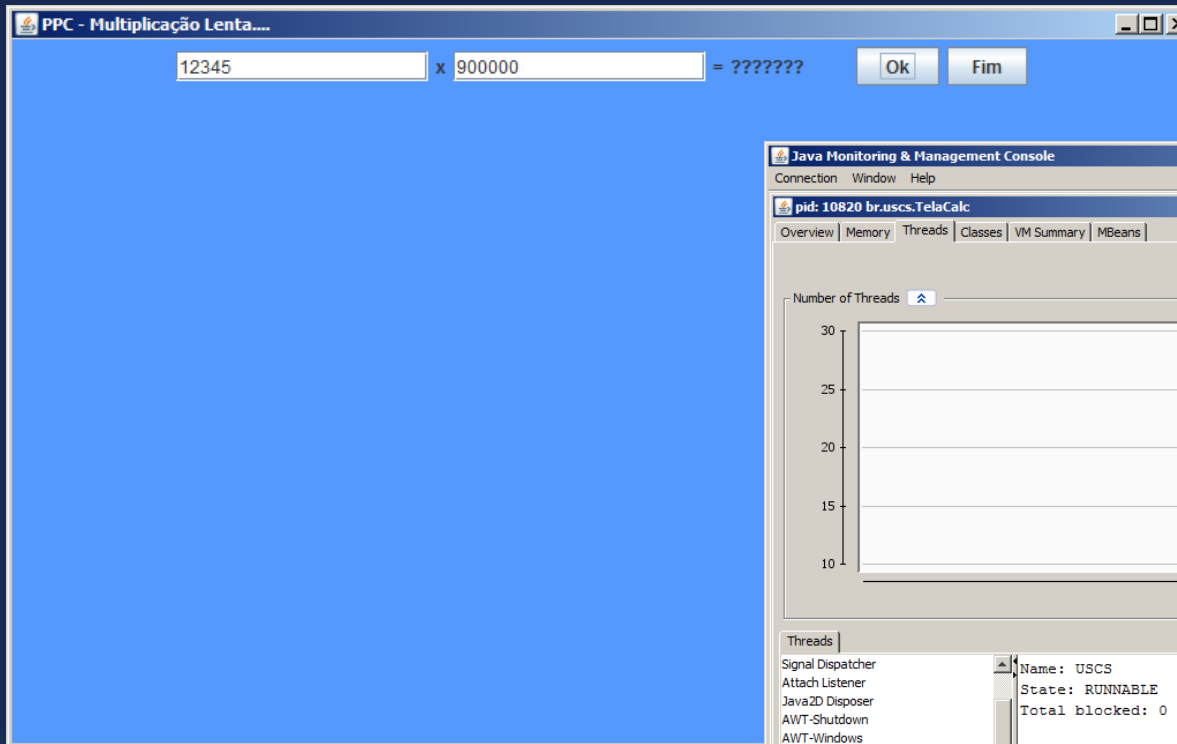 PPC - Multiplicação Lenta....
12345 x 900000 = ??????? Ok Fim
Java Monitoring & Management Console
Connection Window Help
pid: 10820 br.uscs.TelaCalc
Overview Memory Threads Classes VM Summary MBeans
Number of Threads
30
25
20
15
10
Threads
Signal Dispatcher
Attach Listener
Java2D Disposer
AWT-Shutdown
AWT-Windows
Name: USCS
State: RUNNABLE
Total blocked: 0